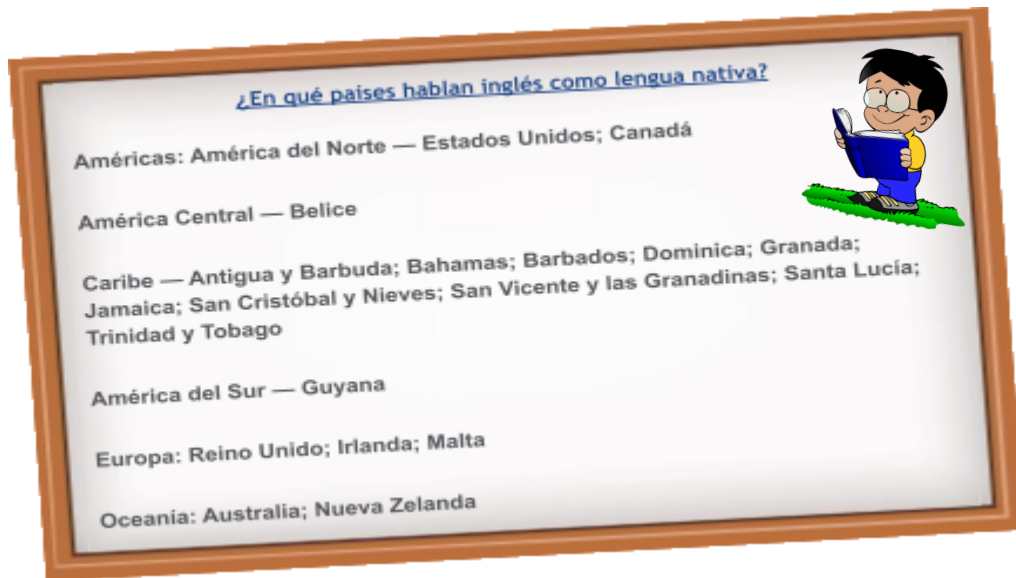 ¿En qué paises hablan inglés como lengua nativa?
Américas: América del Norte — Estados Unidos; Canadá
América Central — Belice
Caribe — Antigua y Barbuda; Bahamas; Barbados; Dominica; Granada;
Jamaica; San Cristóbal y Nieves; San Vicente y las Granadinas; Santa Lucía;
Trinidad y Tobago
América del Sur — Guyana
Europa: Reino Unido; Irlanda; Malta
Oceanía: Australia; Nueva Zelanda